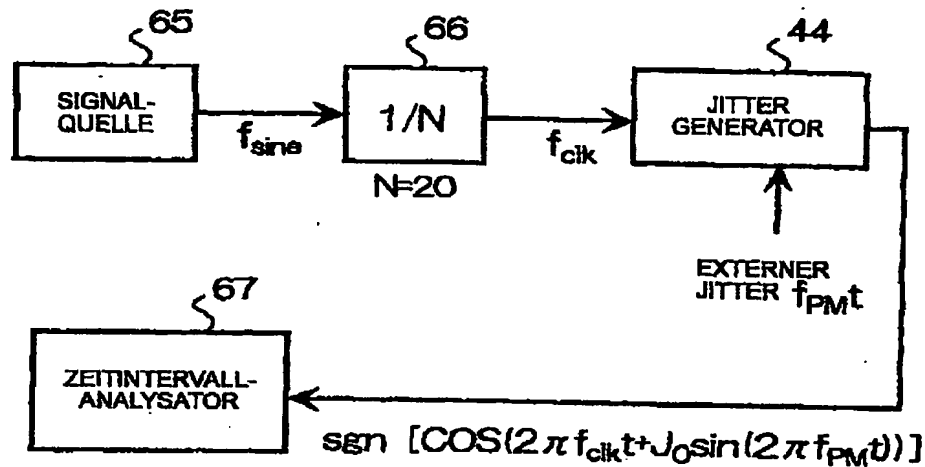 65
66
44
SIGNAL-
QUELLE
1/N
JITTER
GENERATOR
f_sine
f_clk
N=20
EXTERNER
JITTER f_PM t
67
ZEITINTERVALL-
ANALYSATOR
sgn [COS(2πf_clk t+J_0 sin(2πf_PM t))]